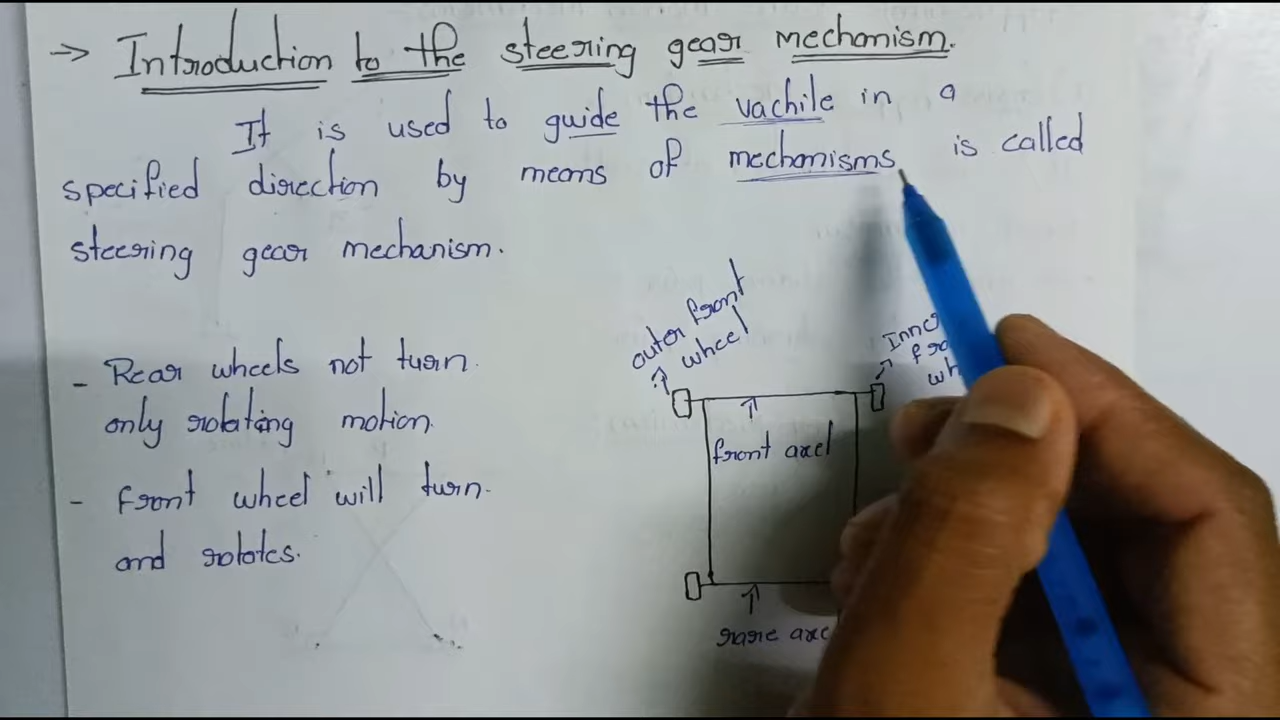 → Introduction to the steering gear mechanism.
It is used to guide the vachile in a
specified direction by means of mechanisms is called
steering gear mechanism.
- Rear wheels not turn.
only rotating motion.
- front wheel will turn.
and rotates.
outer front
wheel
front axel